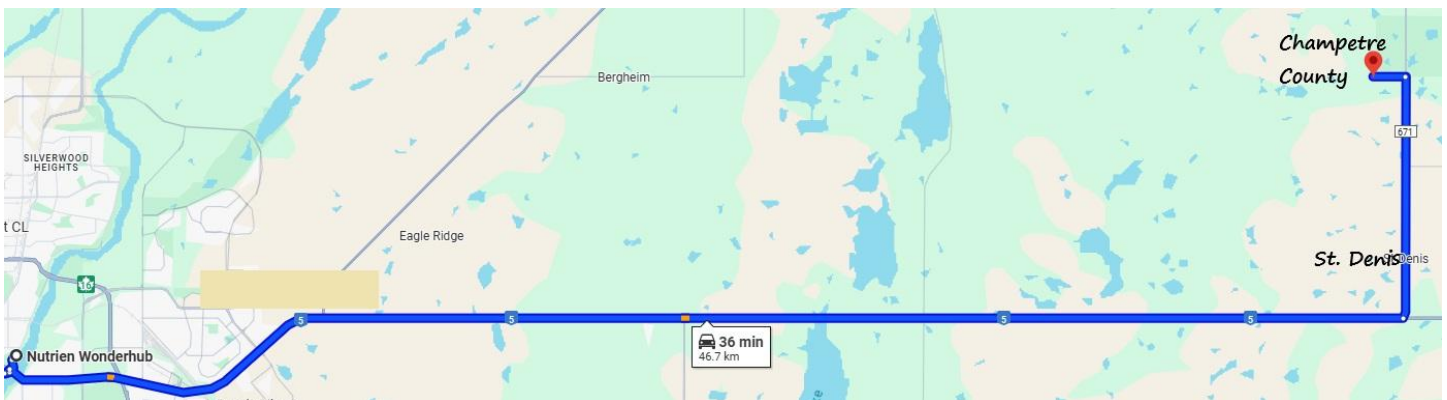 Champetre
County
Bergheim
671
SILVERWOOD
HEIGHTS
t CL
Eagle Ridge
St. Denis
16
5
5
5
5
36 min
46.7 km
Nutrien Wonderhub